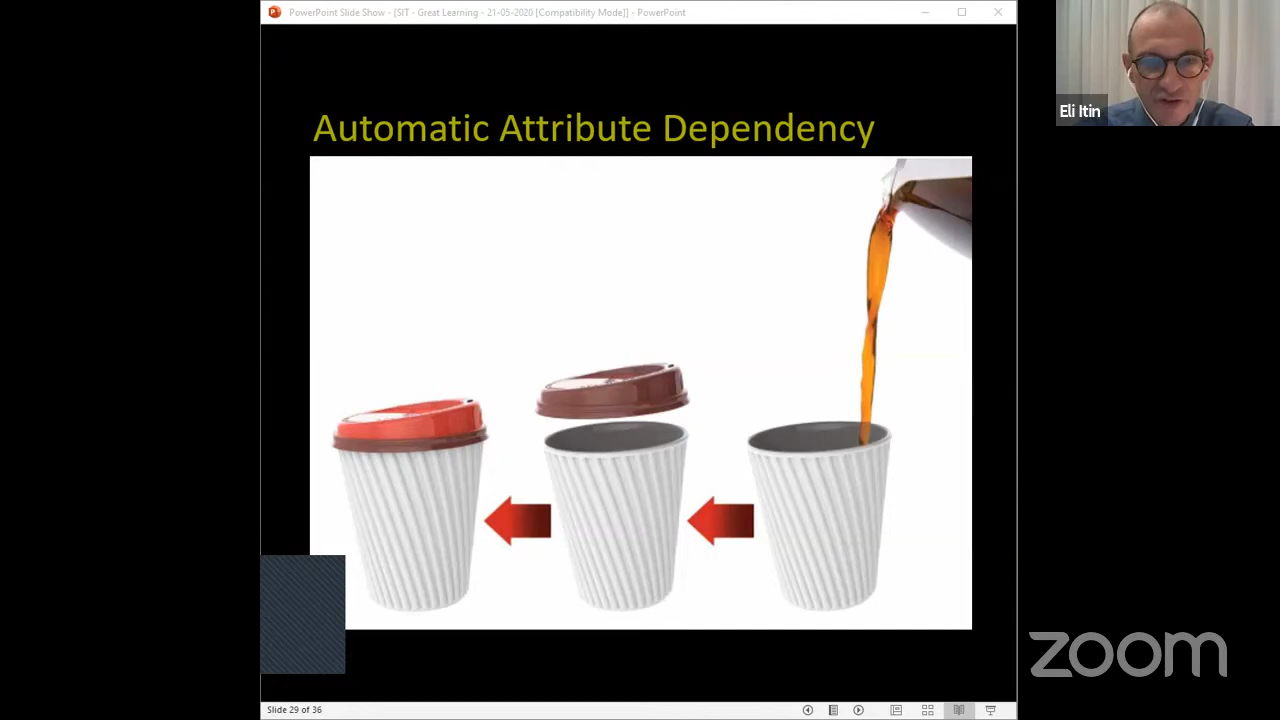 PowerPoint Slide Show - [SIT - Great Learning - 21-05-2020 [Compatibility Mode]] - PowerPoint
Eli Itin
Automatic Attribute Dependency
zoom
Slide 29 of 36